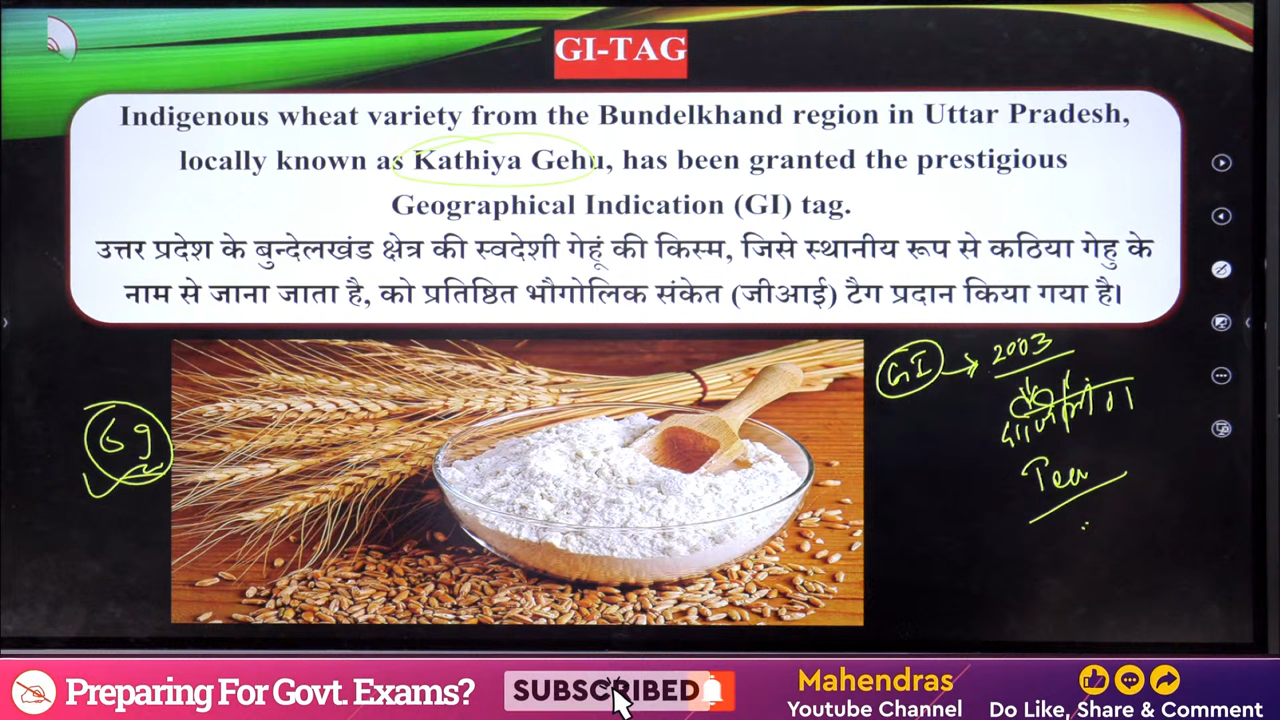 GI-TAG
Indigenous wheat variety from the Bundelkhand region in Uttar Pradesh,
locally known as Kathiya Gehu, has been granted the prestigious
Geographical Indication (GI) tag.
उत्तर प्रदेश के बुन्देलखंड क्षेत्र की स्वदेशी गेहूं की किस्म, जिसे स्थानीय रूप से कठिया गेहु के
नाम से जाना जाता है, को प्रतिष्ठित भौगोलिक संकेत (जीआई) टैग प्रदान किया गया है।
GI → 2003
69
Tea
Preparing For Govt. Exams?
SUBSCRIBED
Mahendras
YouTube Channel
Do Like, Share & Comment